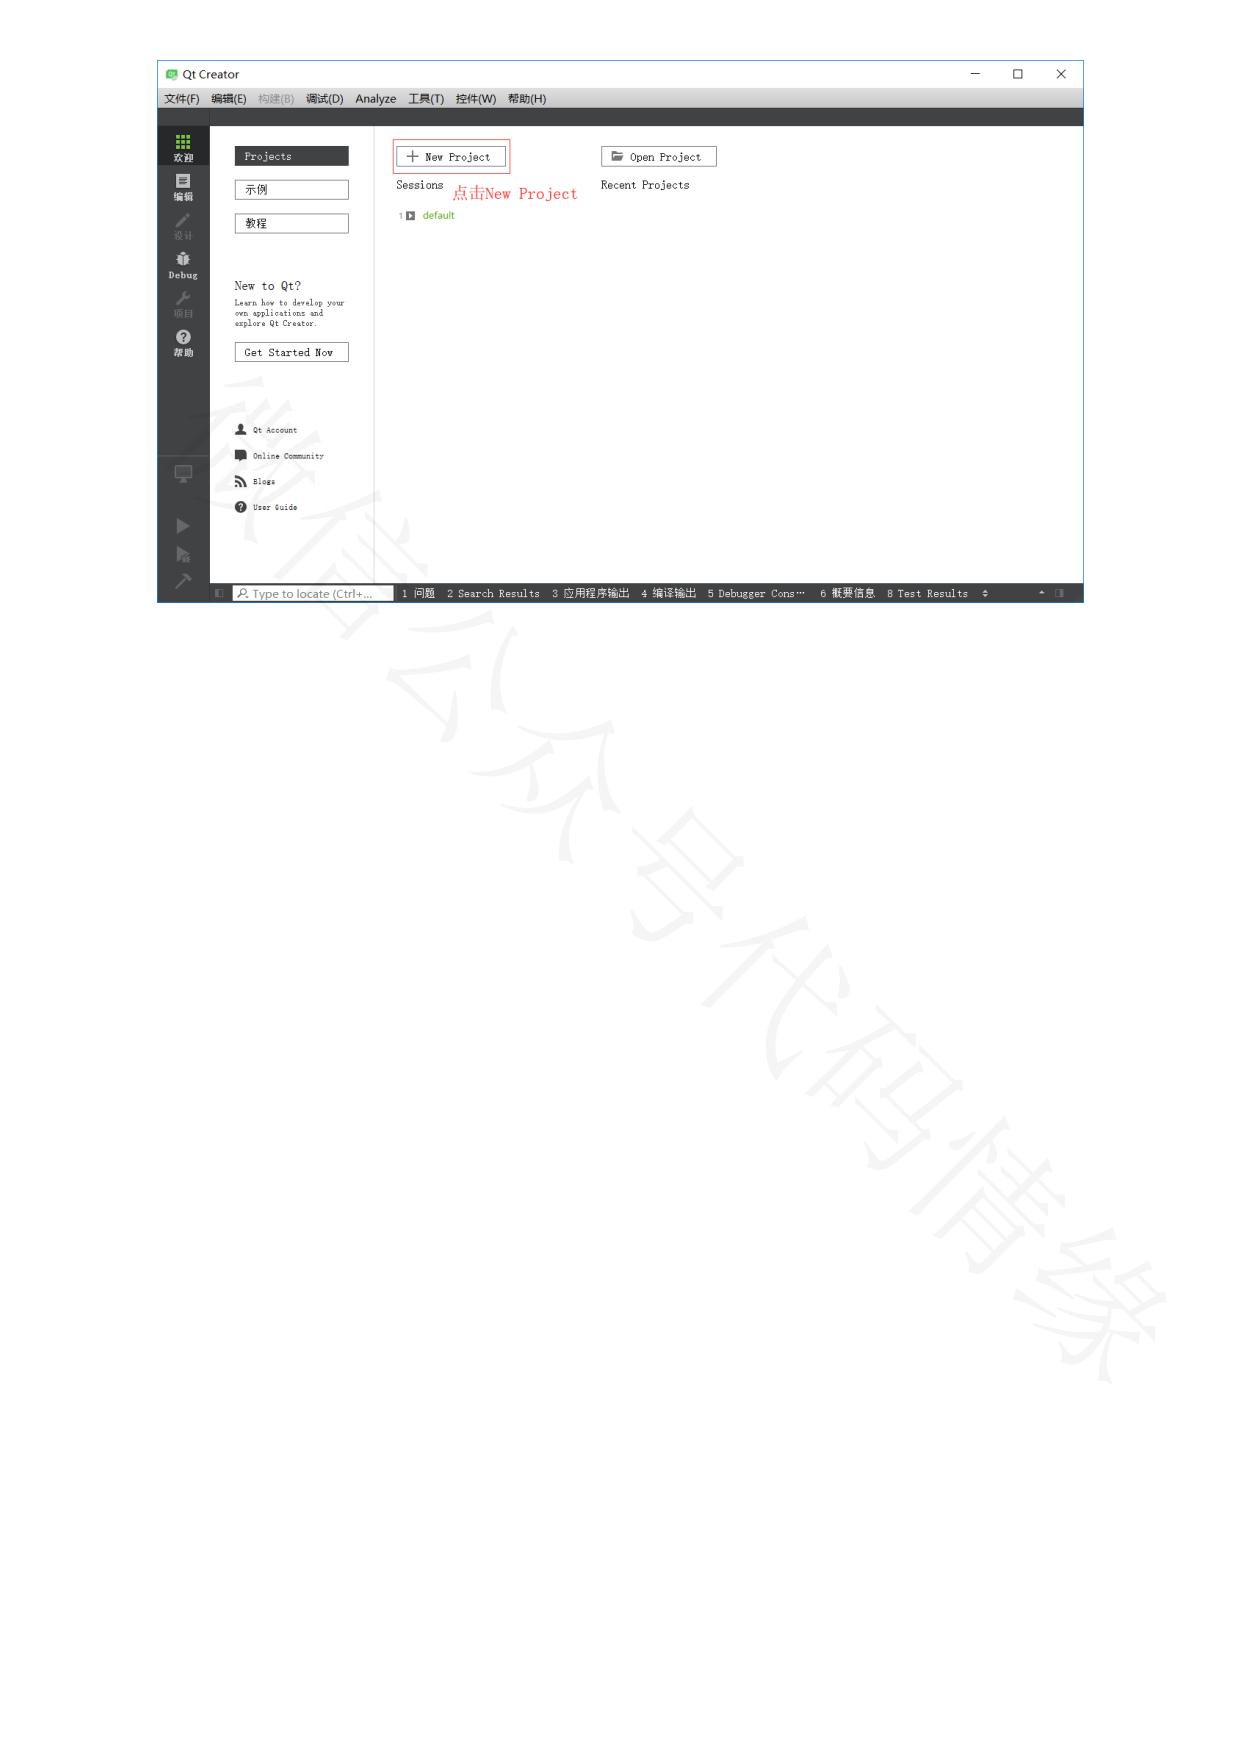 Qt Creator
文件(F) 编辑(E) 构建(B) 调试(D) Analyze 工具(T) 控件(W) 帮助(H)
欢迎
编辑
设计
Debug
项目
帮助
Projects
示例
教程
New to Qt?
Learn how to develop your
own applications and
explore Qt Creator.
Get Started Now
Qt Account
Online Community
Blogs
User Guide
New Project
Open Project
Sessions
点击New Project
Recent Projects
1 default
Type to locate (Ctrl+...
1 问题 2 Search Results 3 应用程序输出 4 编译输出 5 Debugger Cons… 6 概要信息 8 Test Results
微信公众号代码情缘